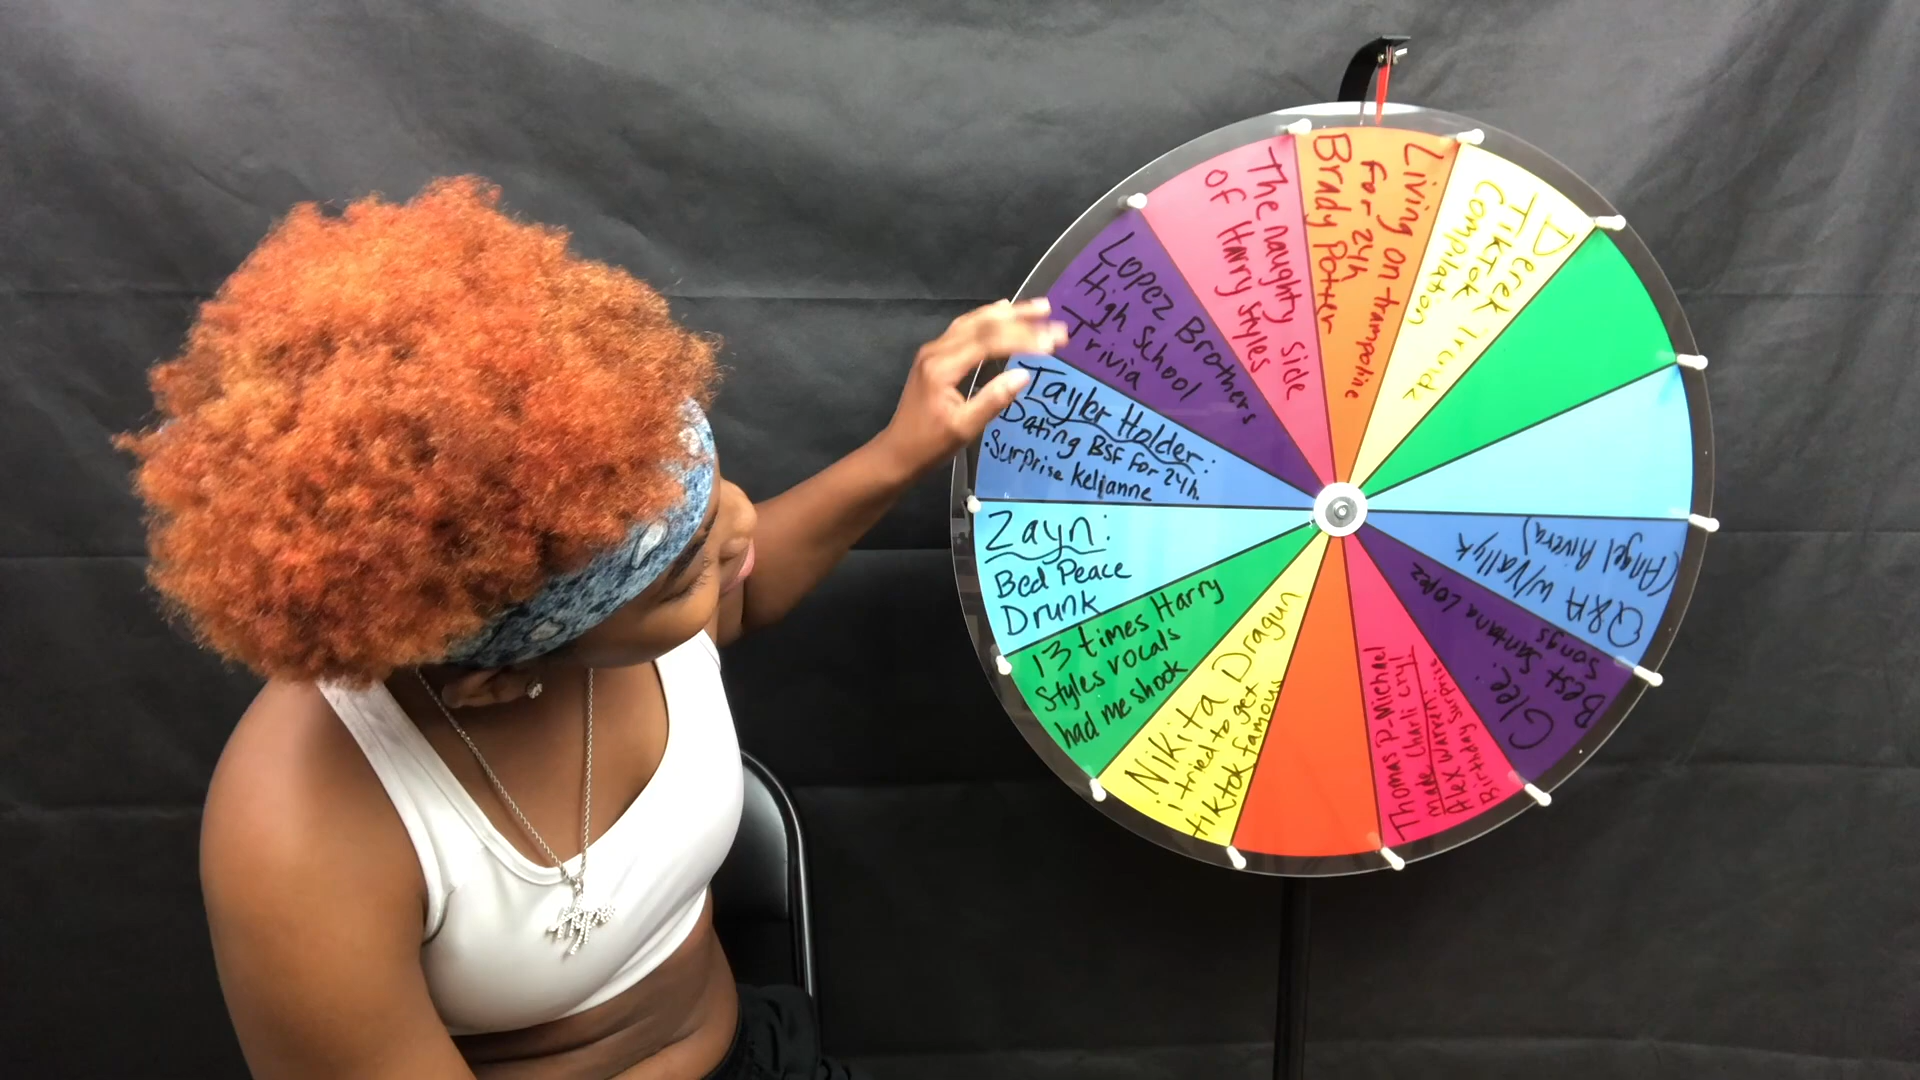 Living on trampoline
For 24h
Brady Potter
Derek Trendz
TikTok
Compilation
Q&A w/Vallyk
(Angel Rivera)
Glee:
Best Santana Lopez
Songs
Thomas P-Michael
made Charli cry!
Alex Warren:
Birthday Surprise
Nikita Dragun
i tried to get
tiktok famous
13 times Harry
Styles vocals
had me shook
Zayn:
Bed Peace
Drunk
Tayler Holder:
Dating BSF for 24h.
.Surprise Kelianne
Lopez Brothers
High School
Trivia
The naughty side
of Harry Styles